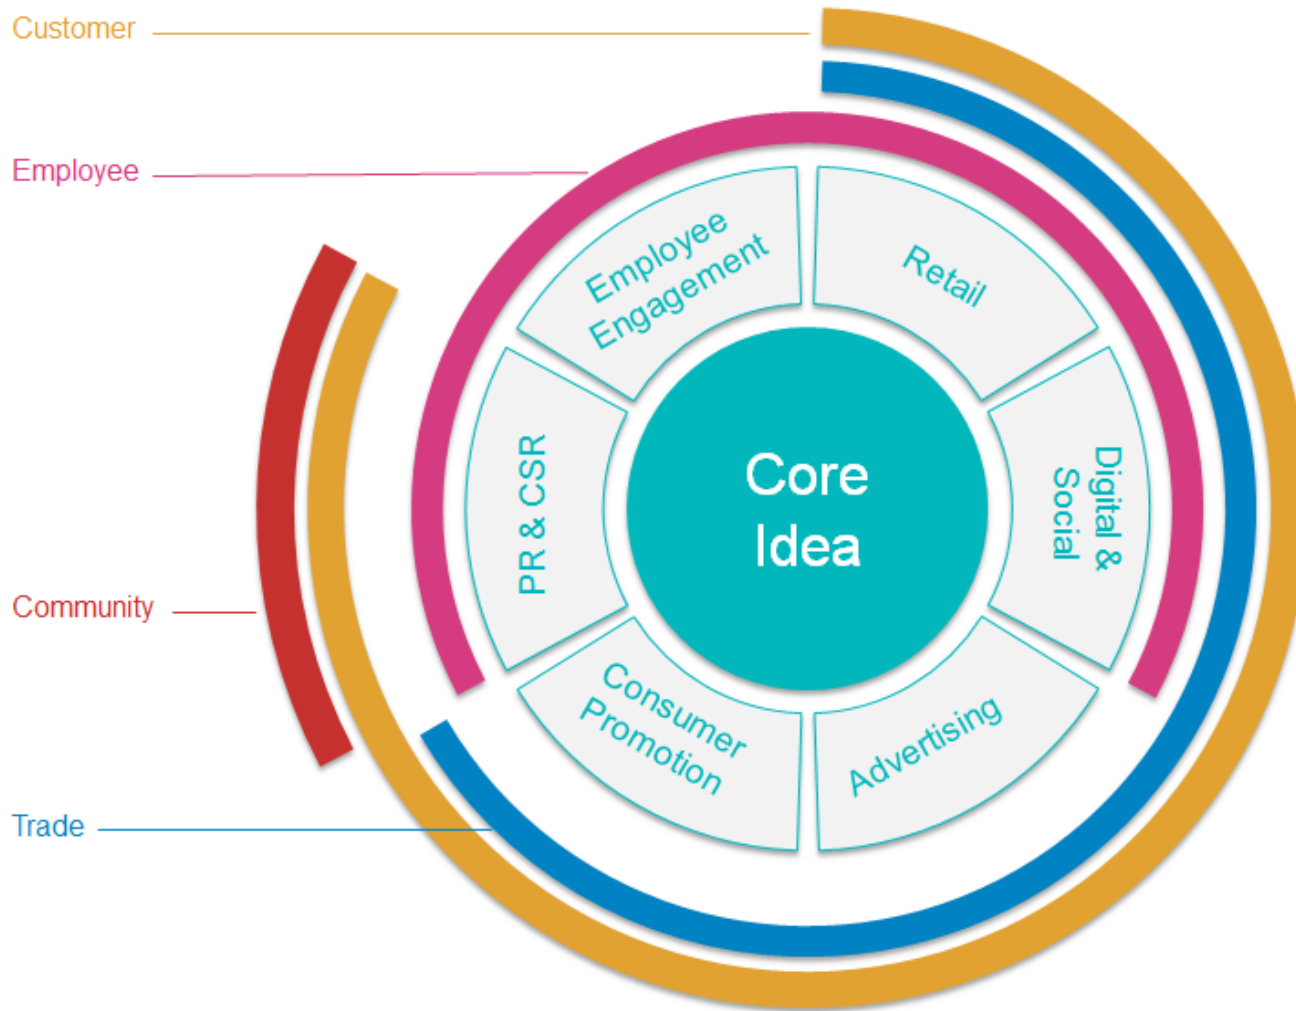 Customer
Employee
Community
Trade
Employee
Engagement
Retail
Digital &
Social
Advertising
Consumer
Promotion
PR & CSR
Core
Idea